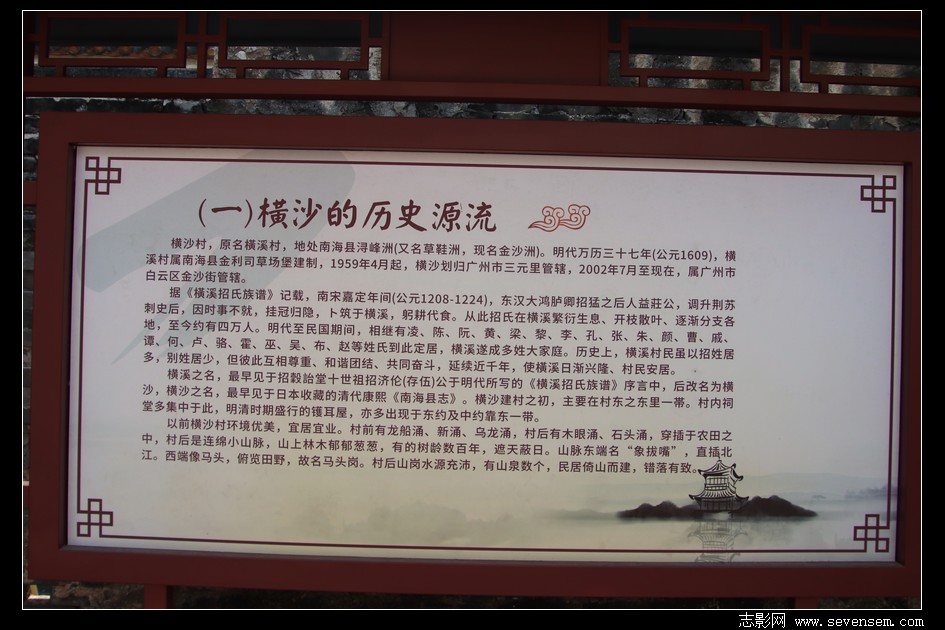 (一)横沙的历史源流
横沙村，原名横溪村，地处南海县浔峰洲(又名草鞋洲，现名金沙洲)。明代万历三十七年(公元1609)，横
溪村属南海县金利司草场堡建制，1959年4月起，横沙划归广州市三元里管辖，2002年7月至现在，属广州市
白云区金沙街管辖。
据《横溪招氏族谱》记载，南宋嘉定年间(公元1208-1224)，东汉大鸿胪卿招猛之后人益莊公，调升荆苏
刺史后，因时事不就，挂冠归隐，卜筑于横溪，躬耕代食。从此招氏在横溪繁衍生息、开枝散叶、逐渐分支各
地，至今约有四万人。明代至民国期间，相继有凌、陈、阮、黄、梁、黎、李、孔、张、朱、颜、曹、戚、
谭、何、卢、骆、霍、巫、吴、布、赵等姓氏到此定居，横溪遂成多姓大家庭。历史上，横溪村民虽以招姓居
多，别姓居少，但彼此互相尊重、和谐团结、共同奋斗，延续近千年，使横溪日渐兴隆、村民安居。
横溪之名，最早见于招毅詒堂十世祖招济伦(存伍)公于明代所写的《横溪招氏族谱》序言中，后改名为横
沙，横沙之名，最早见于日本收藏的清代康熙《南海县志》。横沙建村之初，主要在村东之东里一带。村内祠
堂多集中于此，明清时期盛行的镬耳屋，亦多出现于东约及中约靠东一带。
以前横沙村环境优美，宜居宜业。村前有龙船涌、新涌、乌龙涌，村后有木眼涌、石头涌，穿插于农田之
中，村后是连绵小山脉，山上林木郁郁葱葱，有的树龄数百年，遮天蔽日。山脉东端名“象拔嘴”，直插北
江。西端像马头，俯览田野，故名马头岗。村后山岗水源充沛，有山泉数个，民居倚山而建，错落有致。
志影网 www.sevensem.com